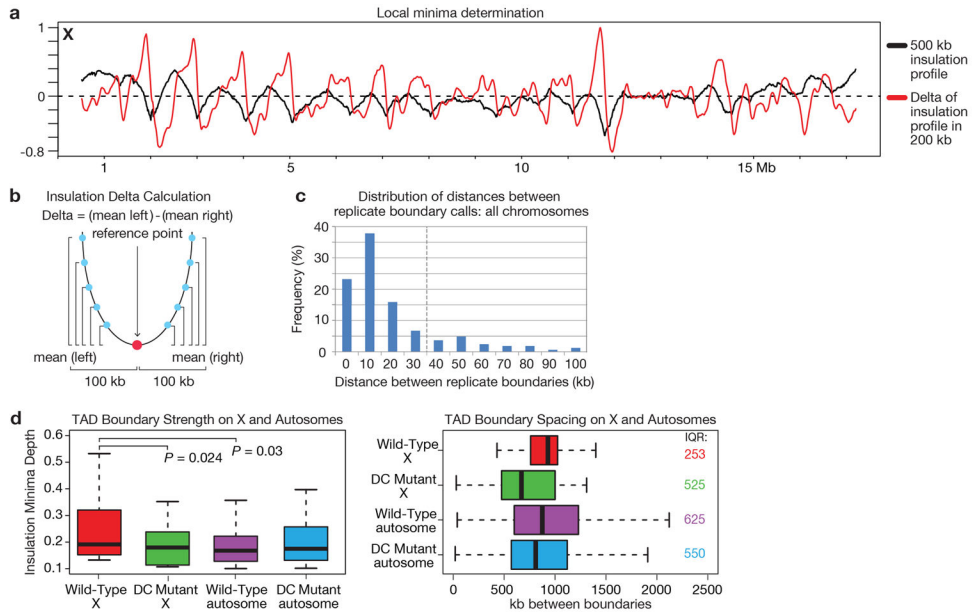 a
Local minima determination
X
1
0
-0.8
1
5
10
15 Mb
500 kb
insulation
profile
Delta of
insulation
profile in
200 kb
b
Insulation Delta Calculation
Delta = (mean left) - (mean right)
reference point
mean (left)
mean (right)
100 kb
100 kb
c
Distribution of distances between
replicate boundary calls: all chromosomes
Frequency (%)
40
30
20
10
0
0 10 20 30 40 50 60 70 80 90 100
Distance between replicate boundaries (kb)
d
TAD Boundary Strength on X and Autosomes
Insulation Minima Depth
0.6
0.5
0.4
0.3
0.2
0.1
P = 0.024
P = 0.03
Wild-Type
X
DC Mutant
X
Wild-Type
autosome
DC Mutant
autosome
TAD Boundary Spacing on X and Autosomes
Wild-Type
X
DC Mutant
X
Wild-Type
autosome
DC Mutant
autosome
IQR:
253
525
625
550
0 500 1000 1500 2000 2500
kb between boundaries